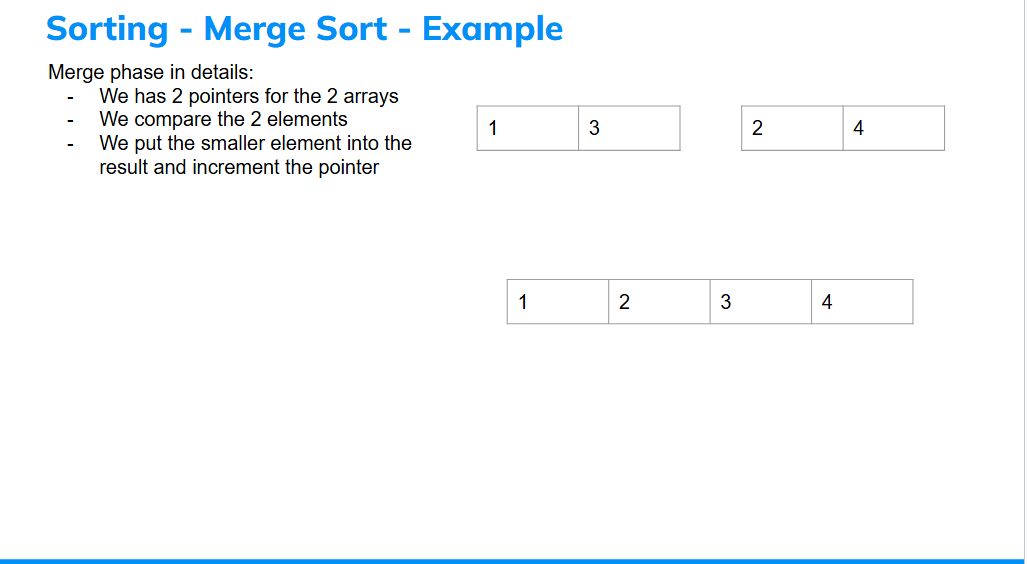 Sorting - Merge Sort - Example
Merge phase in details:
- We has 2 pointers for the 2 arrays
- We compare the 2 elements
- We put the smaller element into the
result and increment the pointer
1 3 2 4
1 2 3 4